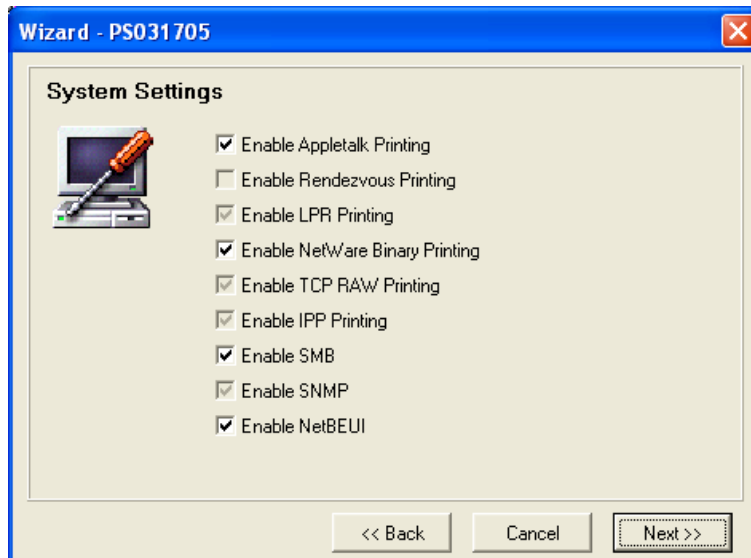 Wizard - PS031705
System Settings
Enable Appletalk Printing
Enable Rendezvous Printing
Enable LPR Printing
Enable NetWare Binary Printing
Enable TCP RAW Printing
Enable IPP Printing
Enable SMB
Enable SNMP
Enable NetBEUI
<< Back Cancel Next >>